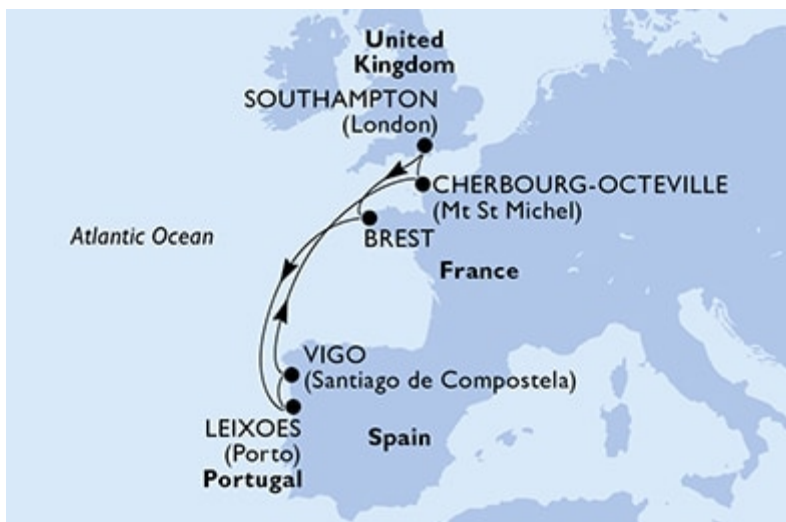 United
Kingdom
SOUTHAMPTON
(London)
CHERBOURG-OCTEVILLE
(Mt St Michel)
Atlantic Ocean
BREST
France
VIGO
(Santiago de Compostela)
LEIXOES
(Porto)
Portugal
Spain